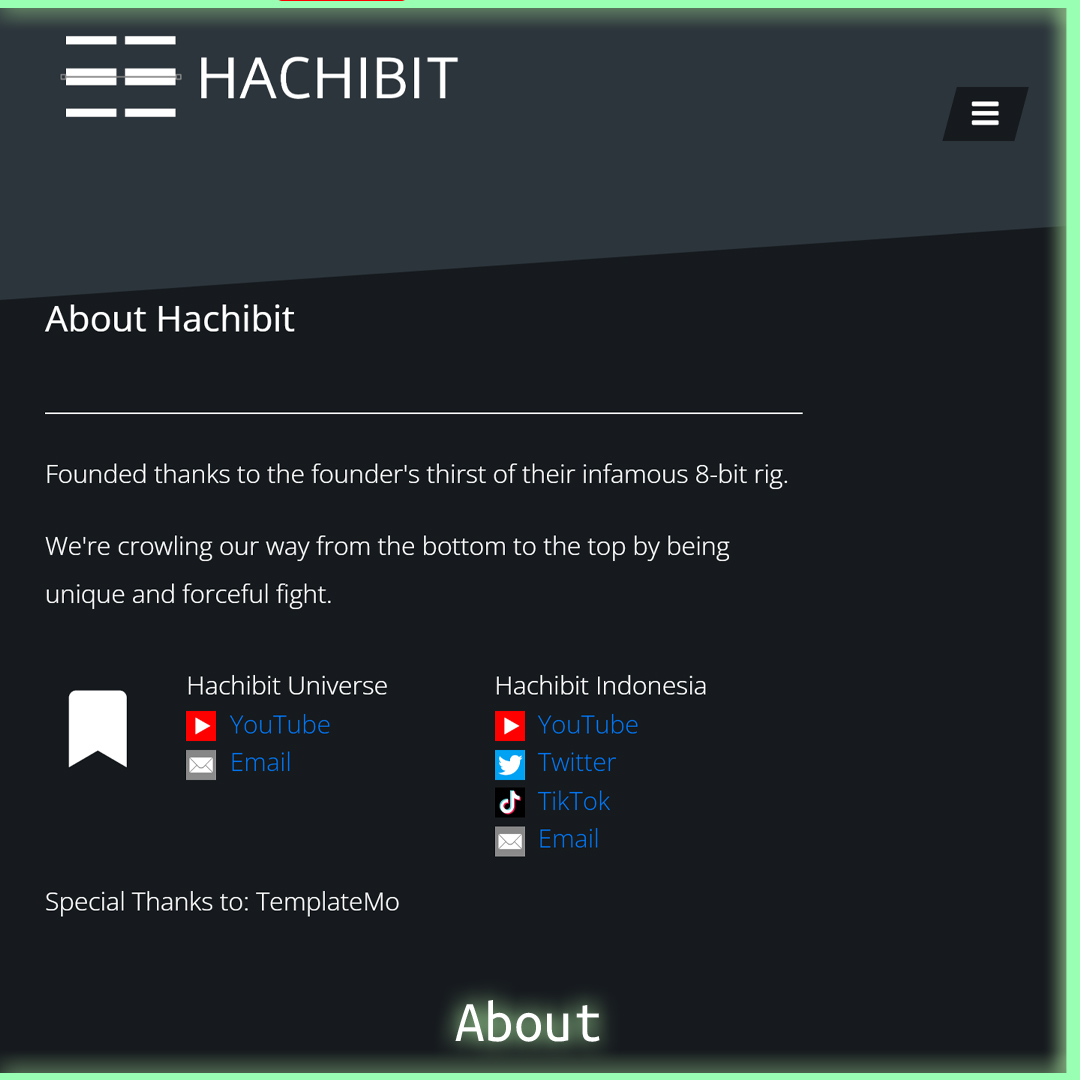 HACHIBIT
About Hachibit
Founded thanks to the founder's thirst of their infamous 8-bit rig.
We're crowling our way from the bottom to the top by being
unique and forceful fight.
Hachibit Universe
YouTube
Email
Hachibit Indonesia
YouTube
Twitter
TikTok
Email
Special Thanks to: TemplateMo
About